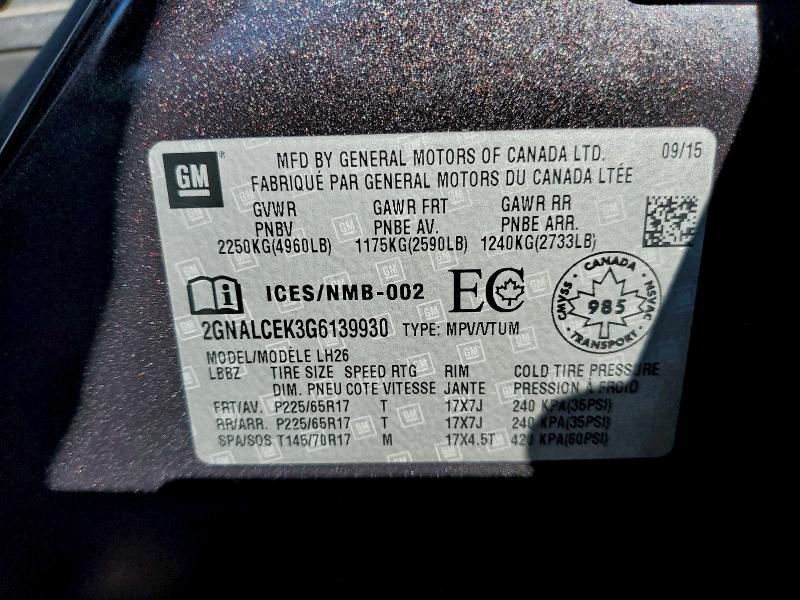 GM
MFD BY GENERAL MOTORS OF CANADA LTD. 09/15
FABRIQUÉ PAR GENERAL MOTORS DU CANADA LTÉE
GVWR GAWR FRT GAWR RR
PNBV PNBE AV. PNBE ARR.
2250KG(4960LB) 1175KG(2590LB) 1240KG(2733LB)
ICES/NMB-002 EC
CANADA
CMVSS 985 NSVAC
TRANSPORT
2GNALCEK3G6139930 TYPE: MPV/VTUM
MODEL/MODÈLE LH26
LBBZ TIRE SIZE SPEED RTG RIM COLD TIRE PRESSURE
DIM. PNEU COTE VITESSE JANTE PRESSION À FROID
FRT/AV. P225/65R17 T 17X7J 240 KPA(35PSI)
RR/ARR. P225/65R17 T 17X7J 240 KPA(35PSI)
SPA/SOS T145/70R17 M 17X4.5T 420 KPA(60PSI)